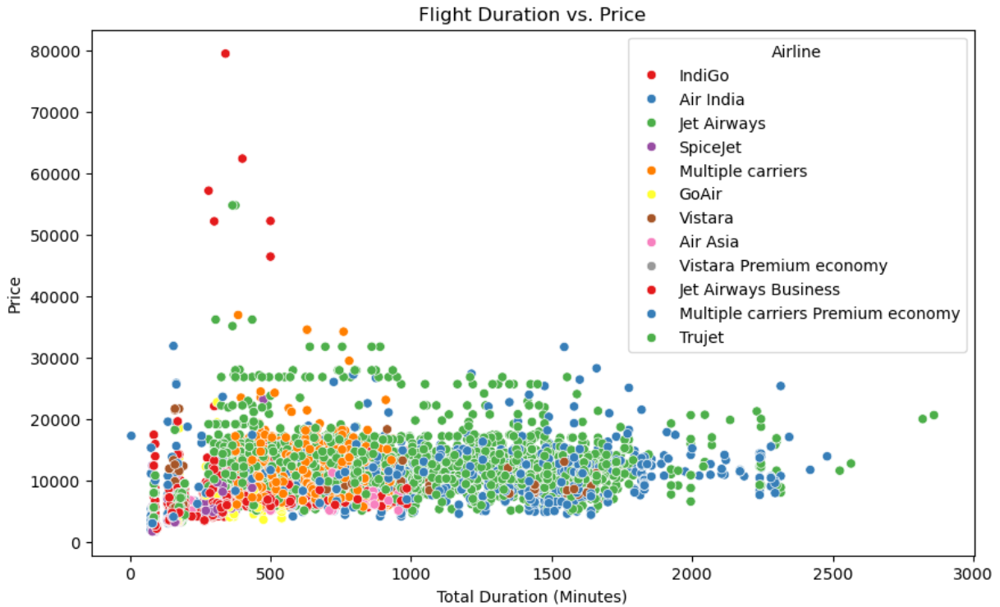 Flight Duration vs. Price
80000
70000
60000
50000
40000
30000
20000
10000
0
Price
Airline
IndiGo
Air India
Jet Airways
SpiceJet
Multiple carriers
GoAir
Vistara
Air Asia
Vistara Premium economy
Jet Airways Business
Multiple carriers Premium economy
Trujet
0 500 1000 1500 2000 2500 3000
Total Duration (Minutes)